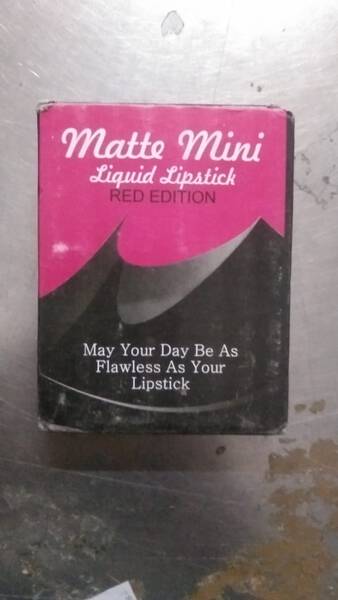 Matte Mini
Liquid Lipstick
RED EDITION
May Your Day Be As
Flawless As Your
Lipstick